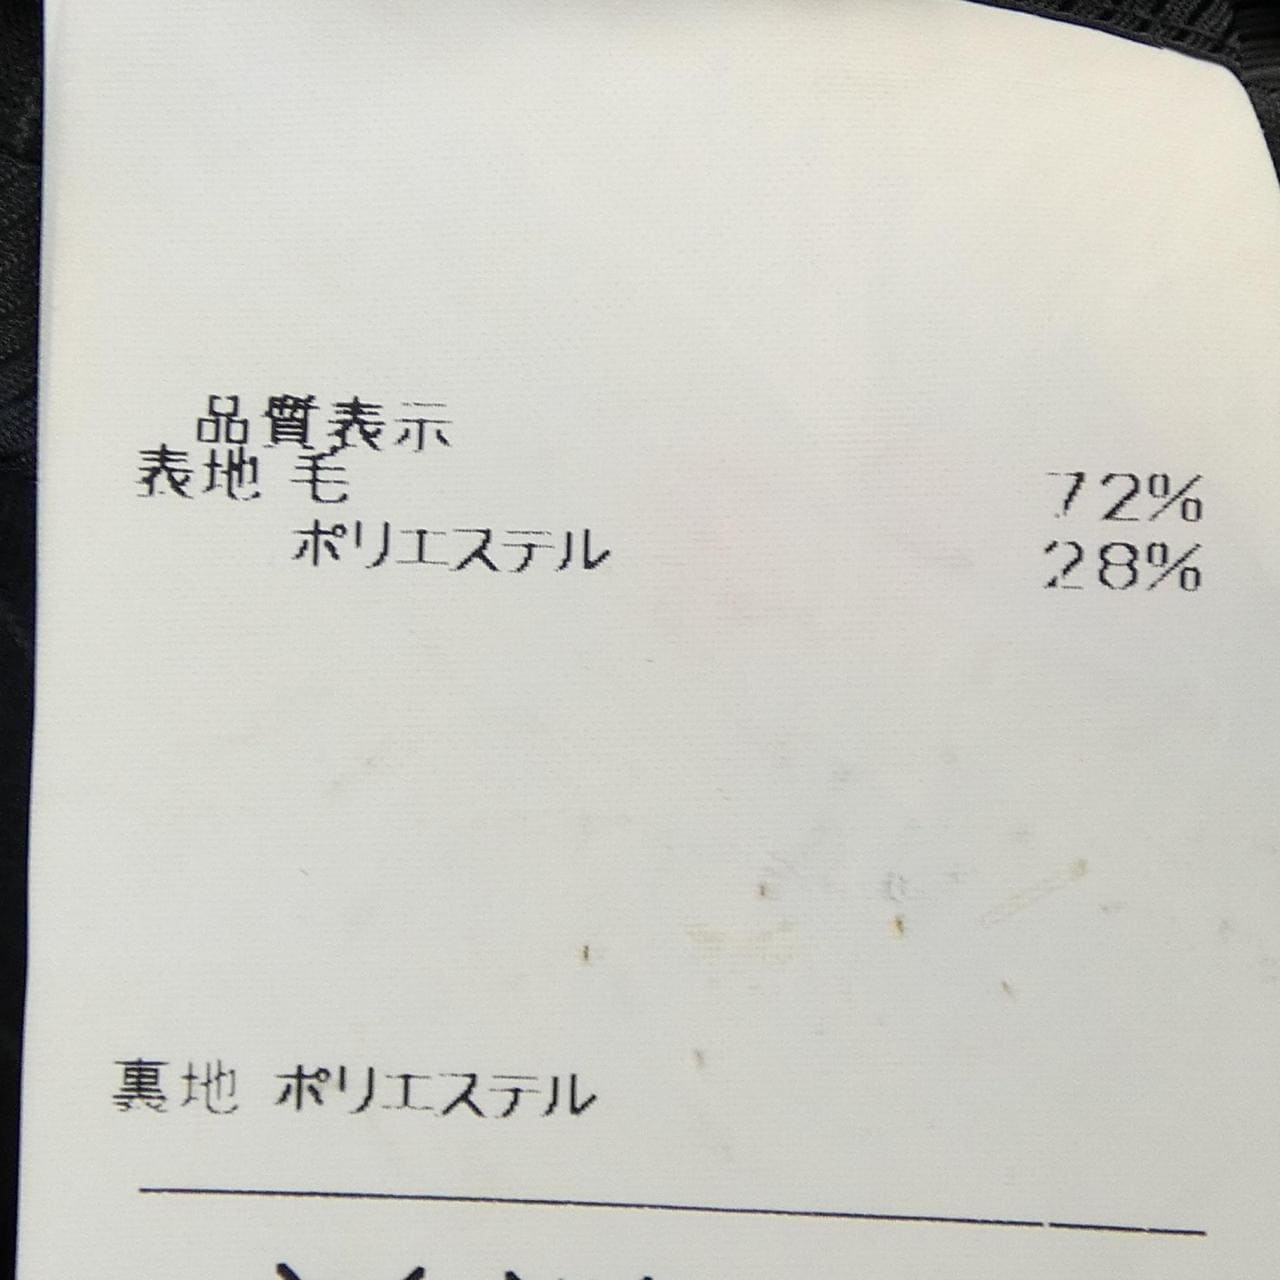 品質表示
表地 毛 72%
ポリエステル 28%
裏地 ポリエステル